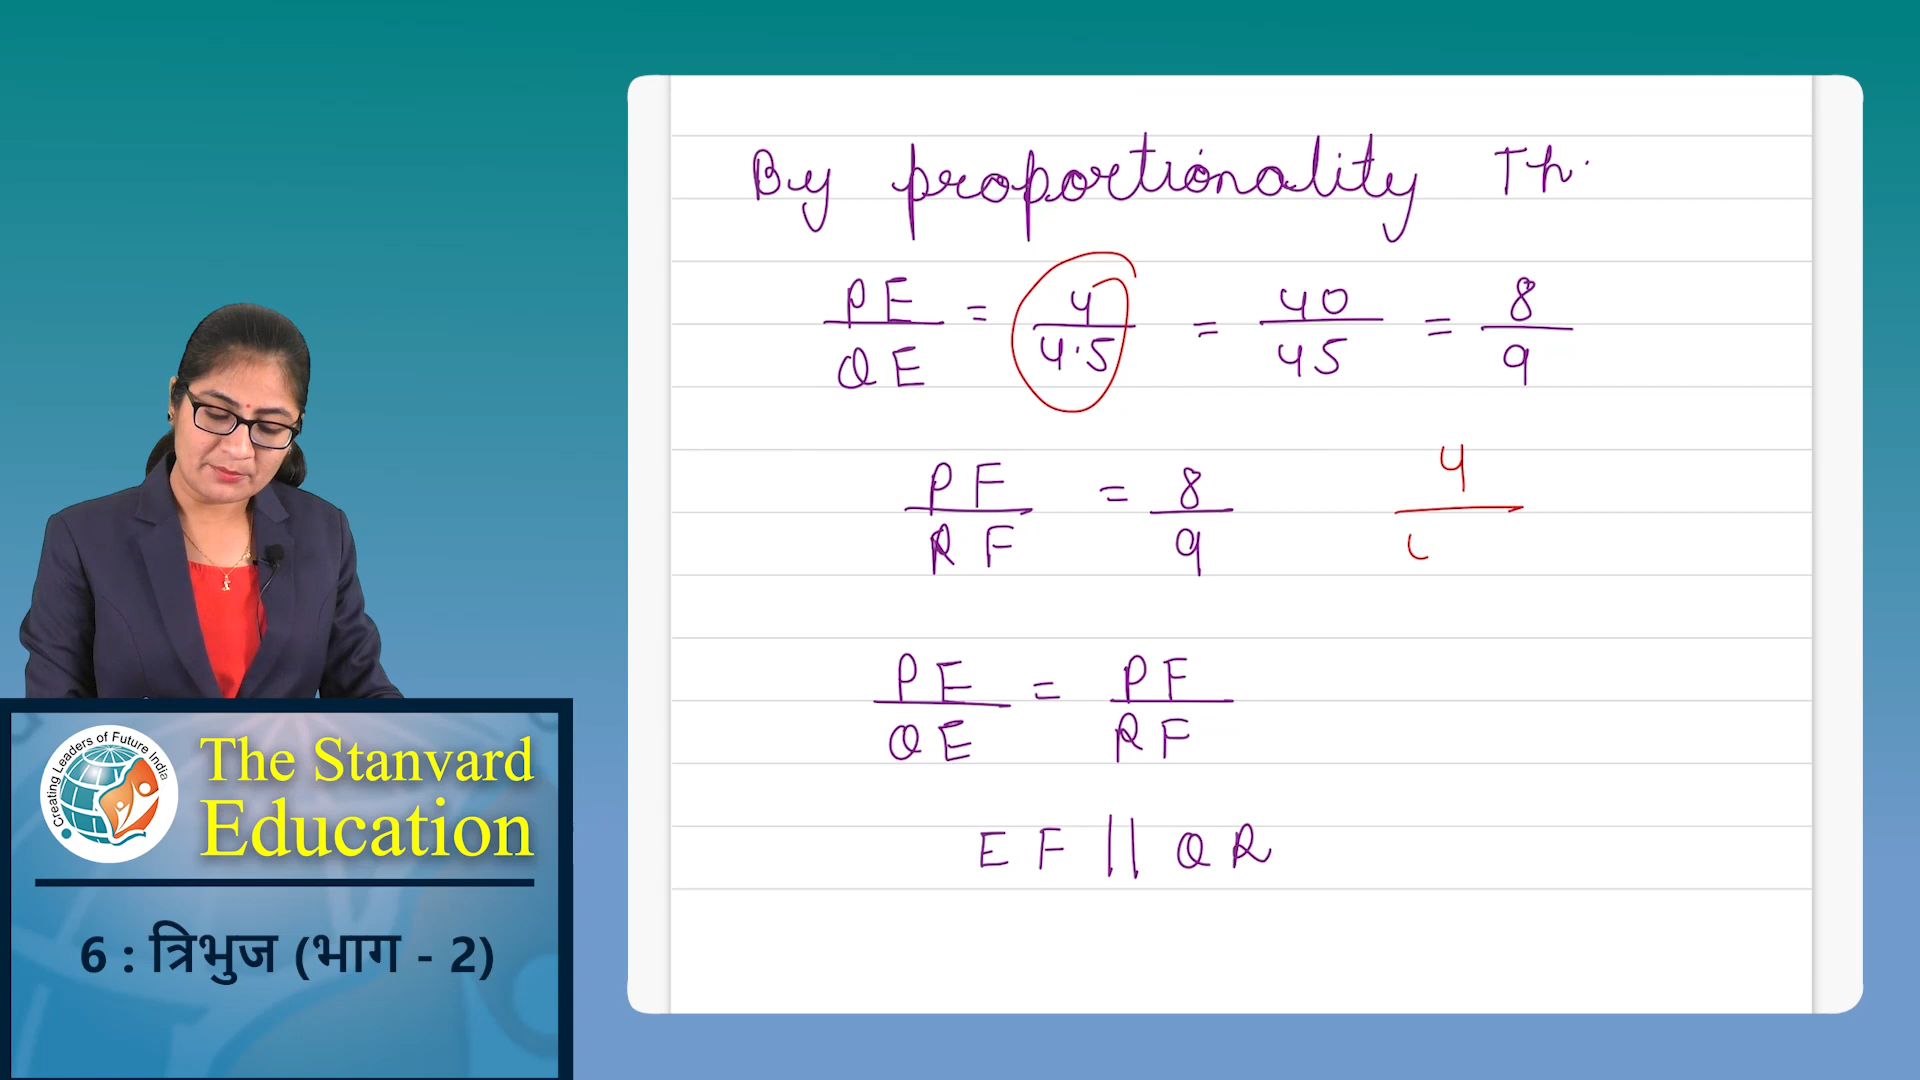 By proportionality Th.
PE/QE = 4/4.5 = 40/45 = 8/9
PF/RF = 8/9
4
PE/QE = PF/RF
EF || QR
Creating Leaders of Future India
The Stanvard
Education
6 : त्रिभुज (भाग - 2)